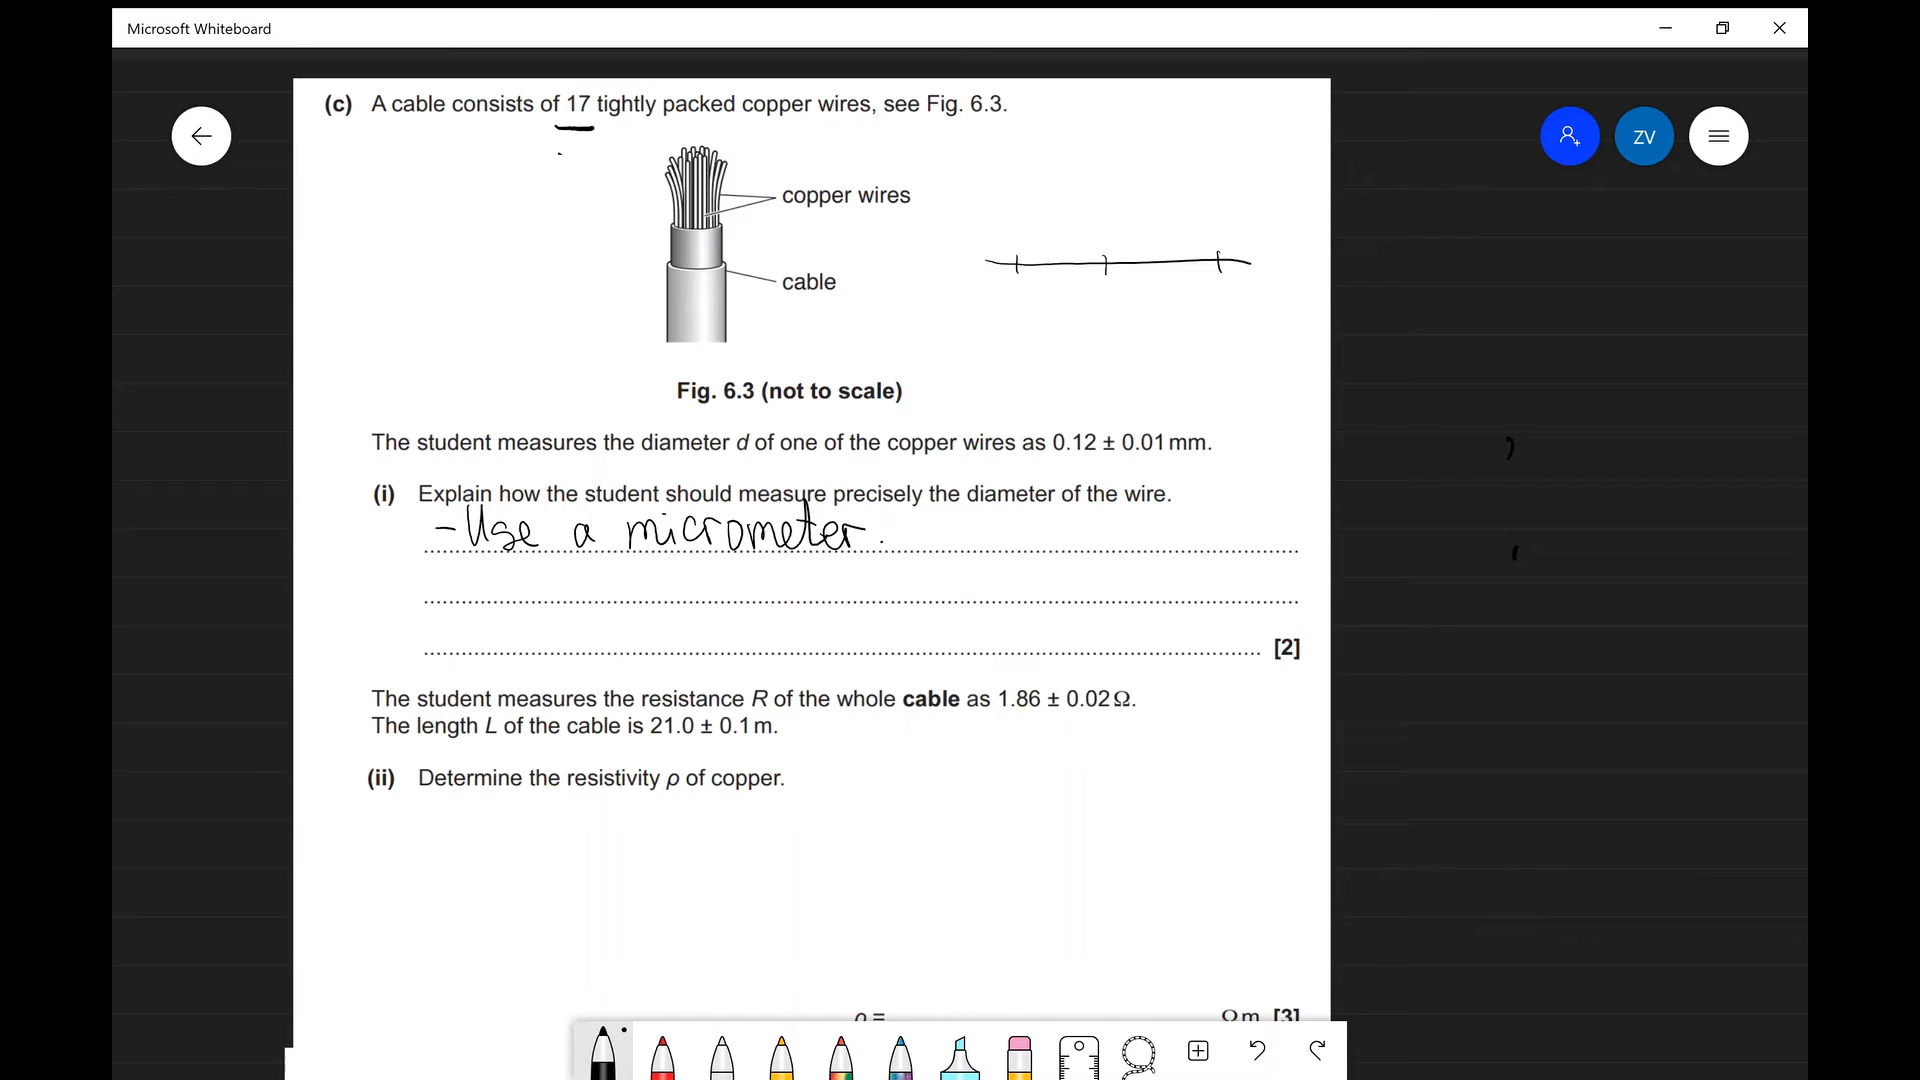 Microsoft Whiteboard
(c) A cable consists of 17 tightly packed copper wires, see Fig. 6.3.
ZV
copper wires
cable
Fig. 6.3 (not to scale)
The student measures the diameter d of one of the copper wires as 0.12 ± 0.01 mm.
(i) Explain how the student should measure precisely the diameter of the wire.
- Use a micrometer.
[2]
The student measures the resistance R of the whole cable as 1.86 ± 0.02 Ω.
The length L of the cable is 21.0 ± 0.1 m.
(ii) Determine the resistivity ρ of copper.
ρ = Ω m [3]